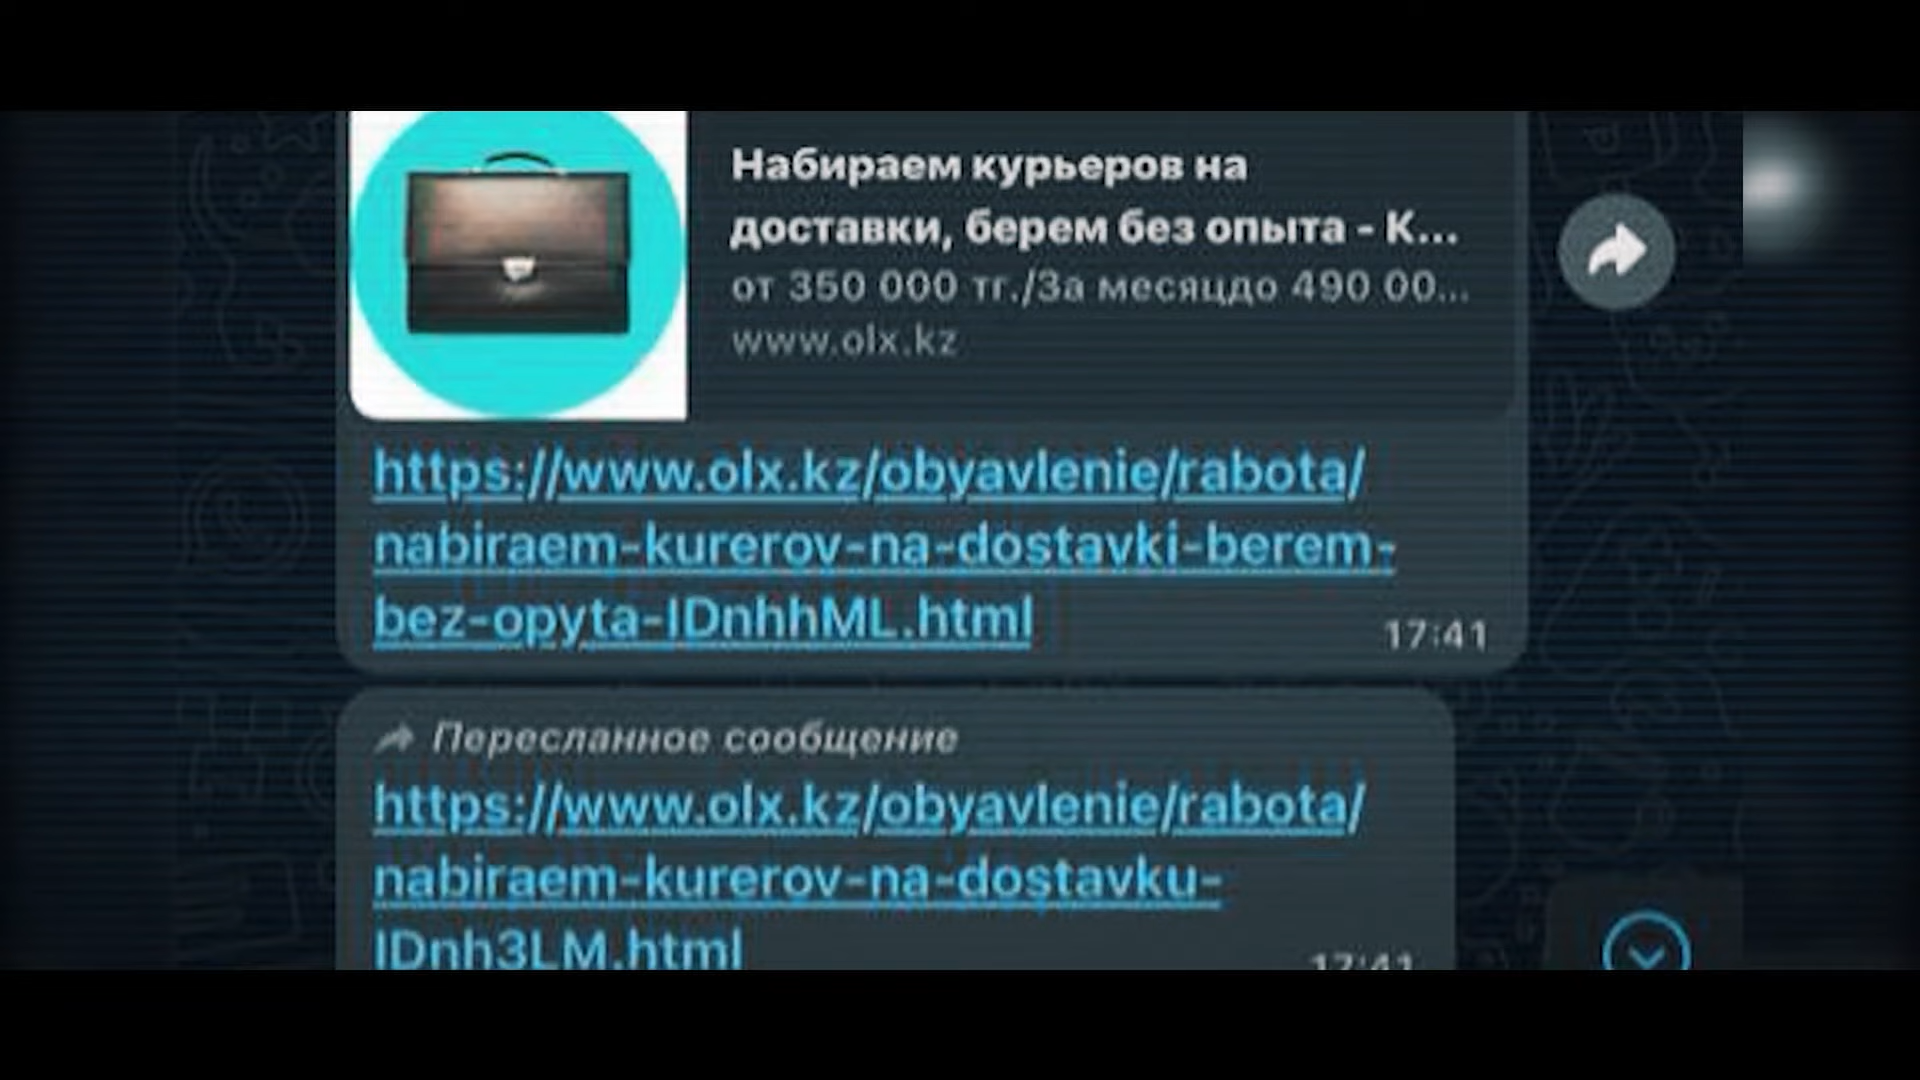 Набираем курьеров на
доставки, берем без опыта - К...
от 350 000 тг./За месяцдо 490 00...
www.olx.kz
https://www.olx.kz/obyavlenie/rabota/
nabiraem-kurerov-na-dostavki-berem-
bez-opyta-IDnhhML.html
17:41
Пересланное сообщение
https://www.olx.kz/obyavlenie/rabota/
nabiraem-kurerov-na-dostavku-
IDnh3LM.html
17:41